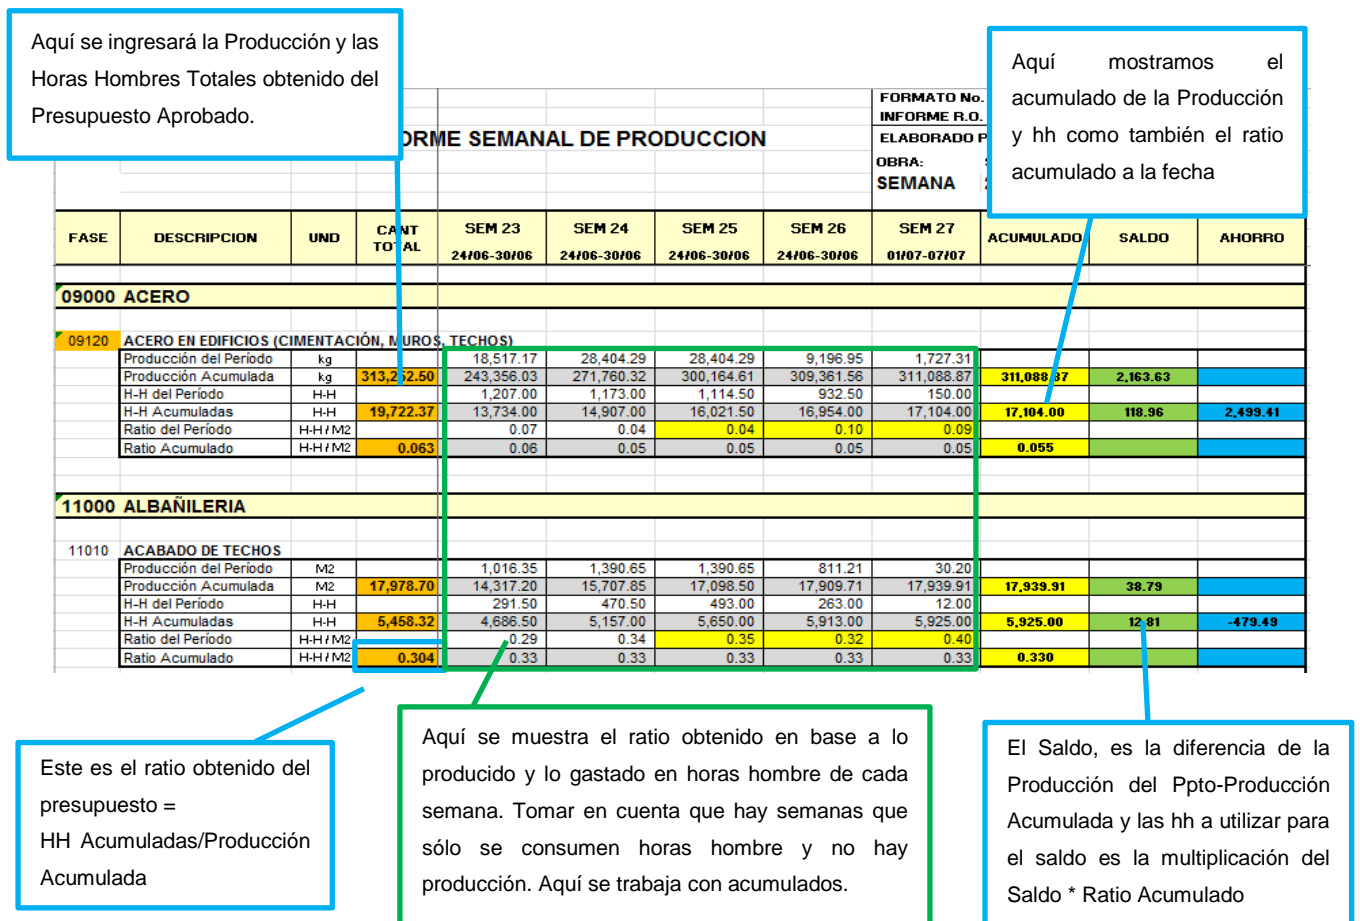 Aquí se ingresará la Producción y las
Horas Hombres Totales obtenido del
Presupuesto Aprobado.
Aquí mostramos el
acumulado de la Producción
y hh como también el ratio
acumulado a la fecha
FORMATO No.
INFORME R.O.
ORME SEMANAL DE PRODUCCION
ELABORADO P
OBRA:
SEMANA
FASE DESCRIPCION UND CANT TOTAL SEM 23 SEM 24 SEM 25 SEM 26 SEM 27 ACUMULADO SALDO AHORRO
24/06-30/06 24/06-30/06 24/06-30/06 24/06-30/06 01/07-07/07
09000 ACERO
09120 ACERO EN EDIFICIOS (CIMENTACIÓN, MUROS, TECHOS)
Producción del Período kg 18,517.17 28,404.29 28,404.29 9,196.95 1,727.31
Producción Acumulada kg 243,356.03 271,760.32 300,164.61 309,361.56 311,088.87 311,088.87 2,163.63
H-H del Período H-H 1,207.00 1,173.00 1,114.50 932.50 150.00
H-H Acumuladas H-H 19,722.37 13,734.00 14,907.00 16,021.50 16,954.00 17,104.00 17,104.00 118.96 2,499.41
Ratio del Período H-H / M2 0.07 0.04 0.04 0.10 0.09
Ratio Acumulado H-H / M2 0.063 0.06 0.05 0.05 0.05 0.05 0.055
11000 ALBAÑILERIA
11010 ACABADO DE TECHOS
Producción del Período M2 1,016.35 1,390.65 1,390.65 811.21 30.20
Producción Acumulada M2 17,978.70 14,317.20 15,707.85 17,098.50 17,909.71 17,939.91 17,939.91 38.79
H-H del Período H-H 291.50 470.50 493.00 263.00 12.00
H-H Acumuladas H-H 5,458.32 4,686.50 5,157.00 5,650.00 5,913.00 5,925.00 5,925.00 12.81 -479.49
Ratio del Período H-H / M2 0.29 0.34 0.35 0.32 0.40
Ratio Acumulado H-H / M2 0.304 0.33 0.33 0.33 0.33 0.33 0.330
Este es el ratio obtenido del
presupuesto =
HH Acumuladas/Producción
Acumulada
Aquí se muestra el ratio obtenido en base a lo
producido y lo gastado en horas hombre de cada
semana. Tomar en cuenta que hay semanas que
sólo se consumen horas hombre y no hay
producción. Aquí se trabaja con acumulados.
El Saldo, es la diferencia de la
Producción del Ppto-Producción
Acumulada y las hh a utilizar para
el saldo es la multiplicación del
Saldo * Ratio Acumulado